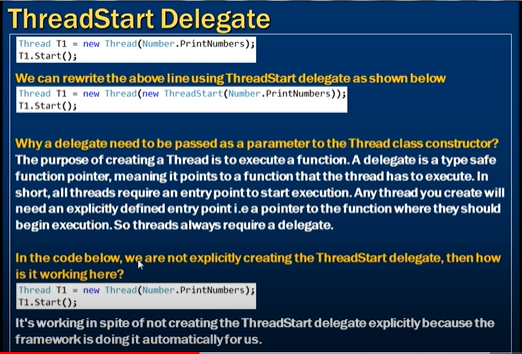 ThreadStart Delegate
Thread T1 = new Thread(Number.PrintNumbers);
T1.Start();
We can rewrite the above line using ThreadStart delegate as shown below
Thread T1 = new Thread(new ThreadStart(Number.PrintNumbers));
T1.Start();
Why a delegate need to be passed as a parameter to the Thread class constructor?
The purpose of creating a Thread is to execute a function. A delegate is a type safe
function pointer, meaning it points to a function that the thread has to execute. In
short, all threads require an entry point to start execution. Any thread you create will
need an explicitly defined entry point i.e a pointer to the function where they should
begin execution. So threads always require a delegate.
In the code below, we are not explicitly creating the ThreadStart delegate, then how
is it working here?
Thread T1 = new Thread(Number.PrintNumbers);
T1.Start();
It's working in spite of not creating the ThreadStart delegate explicitly because the
framework is doing it automatically for us.